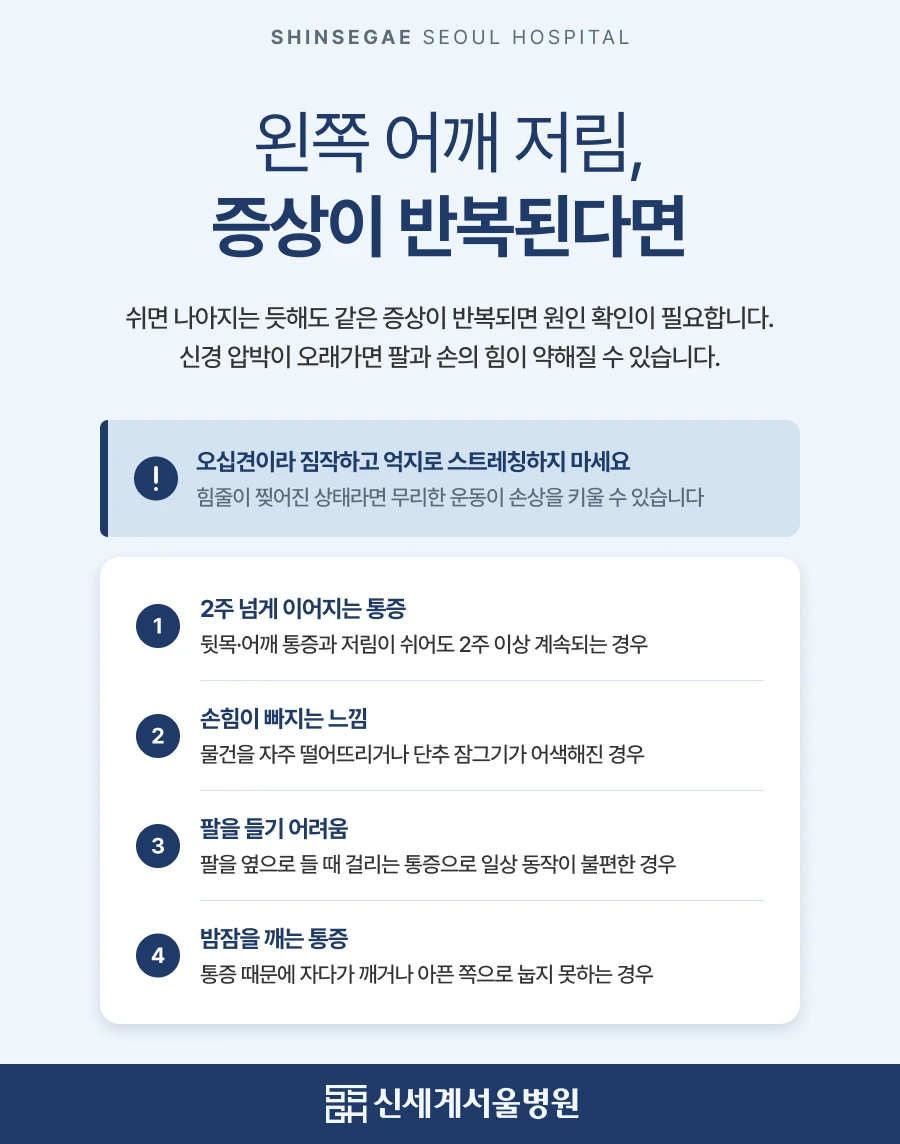 SHINSEGAE SEOUL HOSPITAL
왼쪽 어깨 저림,
증상이 반복된다면
쉬면 나아지는 듯해도 같은 증상이 반복되면 원인 확인이 필요합니다.
신경 압박이 오래가면 팔과 손의 힘이 약해질 수 있습니다.
!
오십견이라 짐작하고 억지로 스트레칭하지 마세요
힘줄이 찢어진 상태라면 무리한 운동이 손상을 키울 수 있습니다
1
2주 넘게 이어지는 통증
뒷목·어깨 통증과 저림이 쉬어도 2주 이상 계속되는 경우
2
손힘이 빠지는 느낌
물건을 자주 떨어뜨리거나 단추 잠그기가 어색해진 경우
3
팔을 들기 어려움
팔을 옆으로 들 때 걸리는 통증으로 일상 동작이 불편한 경우
4
밤잠을 깨는 통증
통증 때문에 자다가 깨거나 아픈 쪽으로 눕지 못하는 경우
SSGH 신세계서울병원